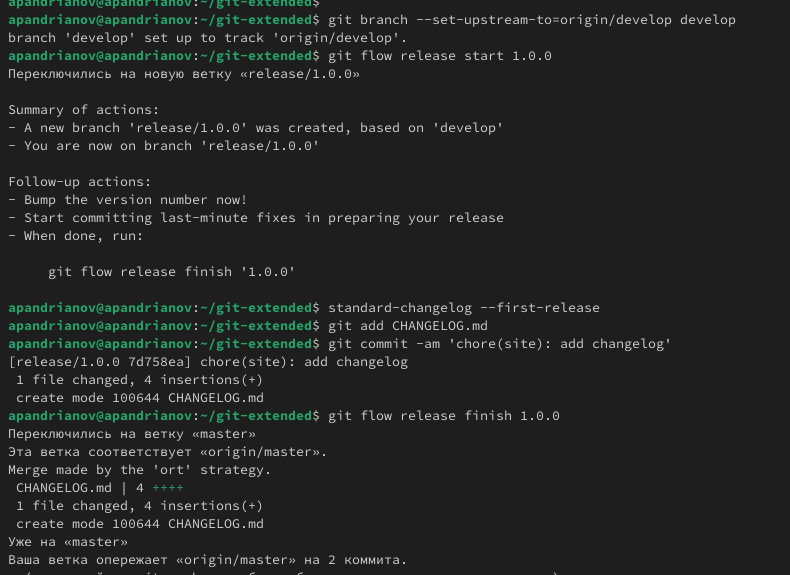 apandrianov@apandrianov:~/git-extended$
apandrianov@apandrianov:~/git-extended$ git branch --set-upstream-to=origin/develop develop
branch 'develop' set up to track 'origin/develop'.
apandrianov@apandrianov:~/git-extended$ git flow release start 1.0.0
Переключились на новую ветку «release/1.0.0»

Summary of actions:
- A new branch 'release/1.0.0' was created, based on 'develop'
- You are now on branch 'release/1.0.0'

Follow-up actions:
- Bump the version number now!
- Start committing last-minute fixes in preparing your release
- When done, run:

     git flow release finish '1.0.0'

apandrianov@apandrianov:~/git-extended$ standard-changelog --first-release
apandrianov@apandrianov:~/git-extended$ git add CHANGELOG.md
apandrianov@apandrianov:~/git-extended$ git commit -am 'chore(site): add changelog'
[release/1.0.0 7d758ea] chore(site): add changelog
 1 file changed, 4 insertions(+)
 create mode 100644 CHANGELOG.md
apandrianov@apandrianov:~/git-extended$ git flow release finish 1.0.0
Переключились на ветку «master»
Эта ветка соответствует «origin/master».
Merge made by the 'ort' strategy.
 CHANGELOG.md | 4 ++++
 1 file changed, 4 insertions(+)
 create mode 100644 CHANGELOG.md
Уже на «master»
Ваша ветка опережает «origin/master» на 2 коммита.